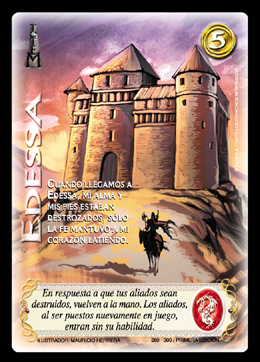 5
EDESSA
CUANDO LLEGAMOS A
EDESSA, MI ALMA Y
MIS PIES ESTABAN
DESTROZADOS, SÓLO
LA FE MANTUVO A MI
CORAZÓN LATIENDO.
En respuesta a que tus aliados sean
destruidos, vuelven a la mano. Los aliados,
al ser puestos nuevamente en juego,
entran sin su habilidad.
ILUSTRADOR: MAURICIO HERRERA 300 PRIMERA EDICIÓN